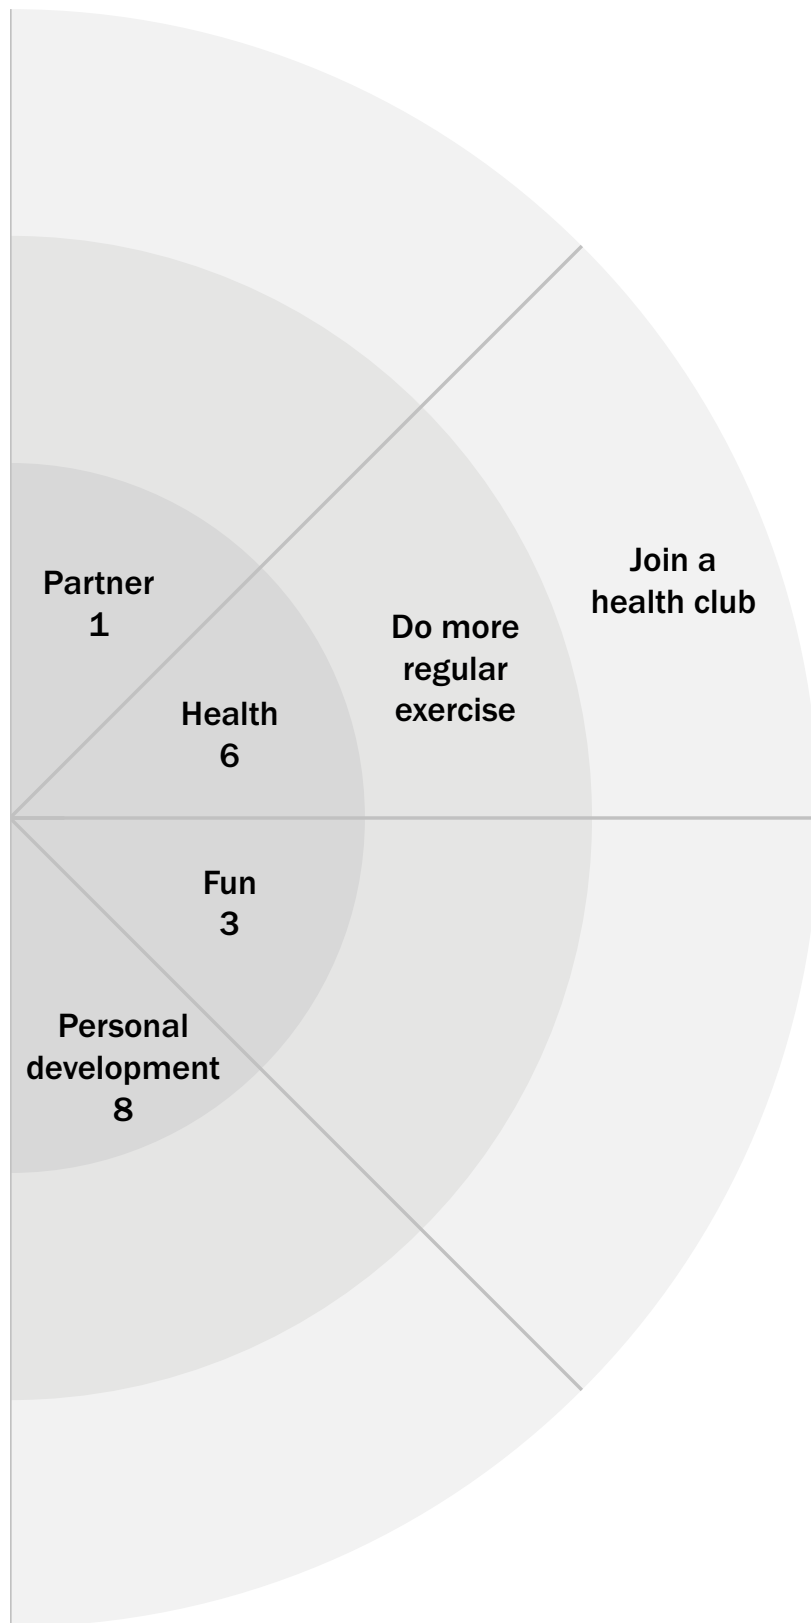 Partner
1
Health
6
Do more
regular
exercise
Join a
health club
Fun
3
Personal
development
8